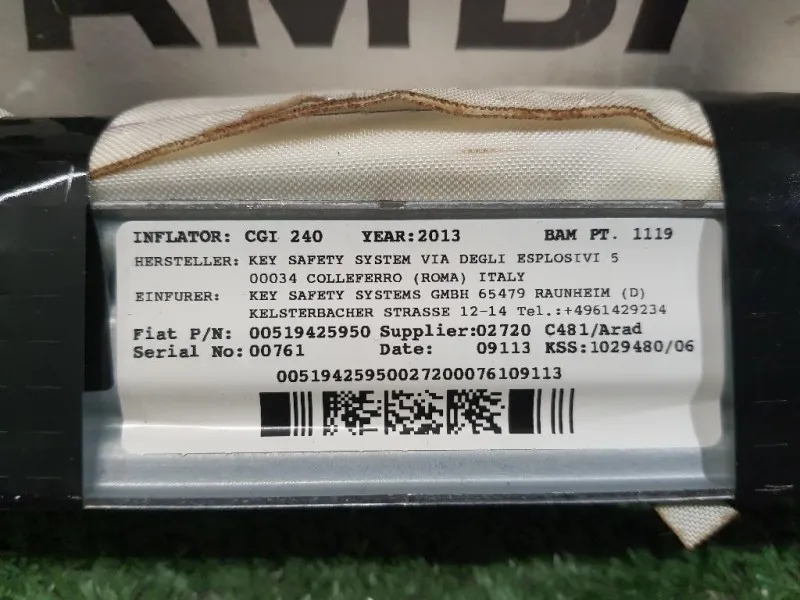 INFLATOR: CGI 240 YEAR:2013 BAM PT. 1119
HERSTELLER: KEY SAFETY SYSTEM VIA DEGLI ESPLOSIVI 5
00034 COLLEFERRO (ROMA) ITALY
EINFURER: KEY SAFETY SYSTEMS GMBH 65479 RAUNHEIM (D)
KELSTERBACHER STRASSE 12-14 Tel.:+4961429234
Fiat P/N: 00519425950 Supplier:02720 C481/Arad
Serial No: 00761 Date: 09113 KSS:1029480/06
00519425950027200076109113